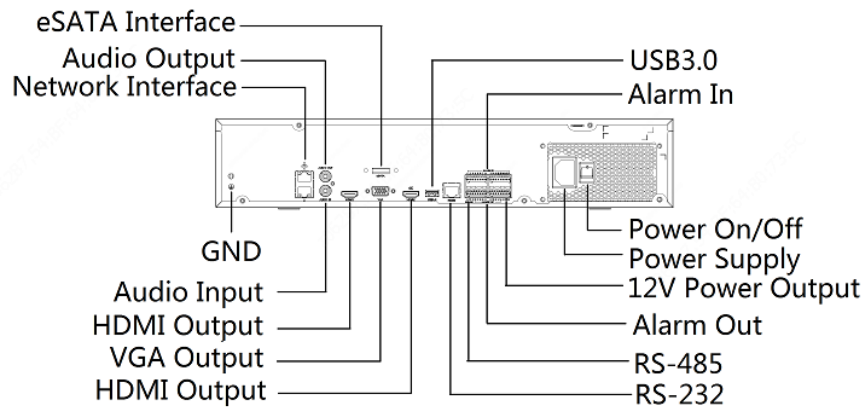 eSATA Interface
Audio Output
Network Interface
USB3.0
Alarm In
GND
Audio Input
HDMI Output
VGA Output
HDMI Output
Power On/Off
Power Supply
12V Power Output
Alarm Out
RS-485
RS-232